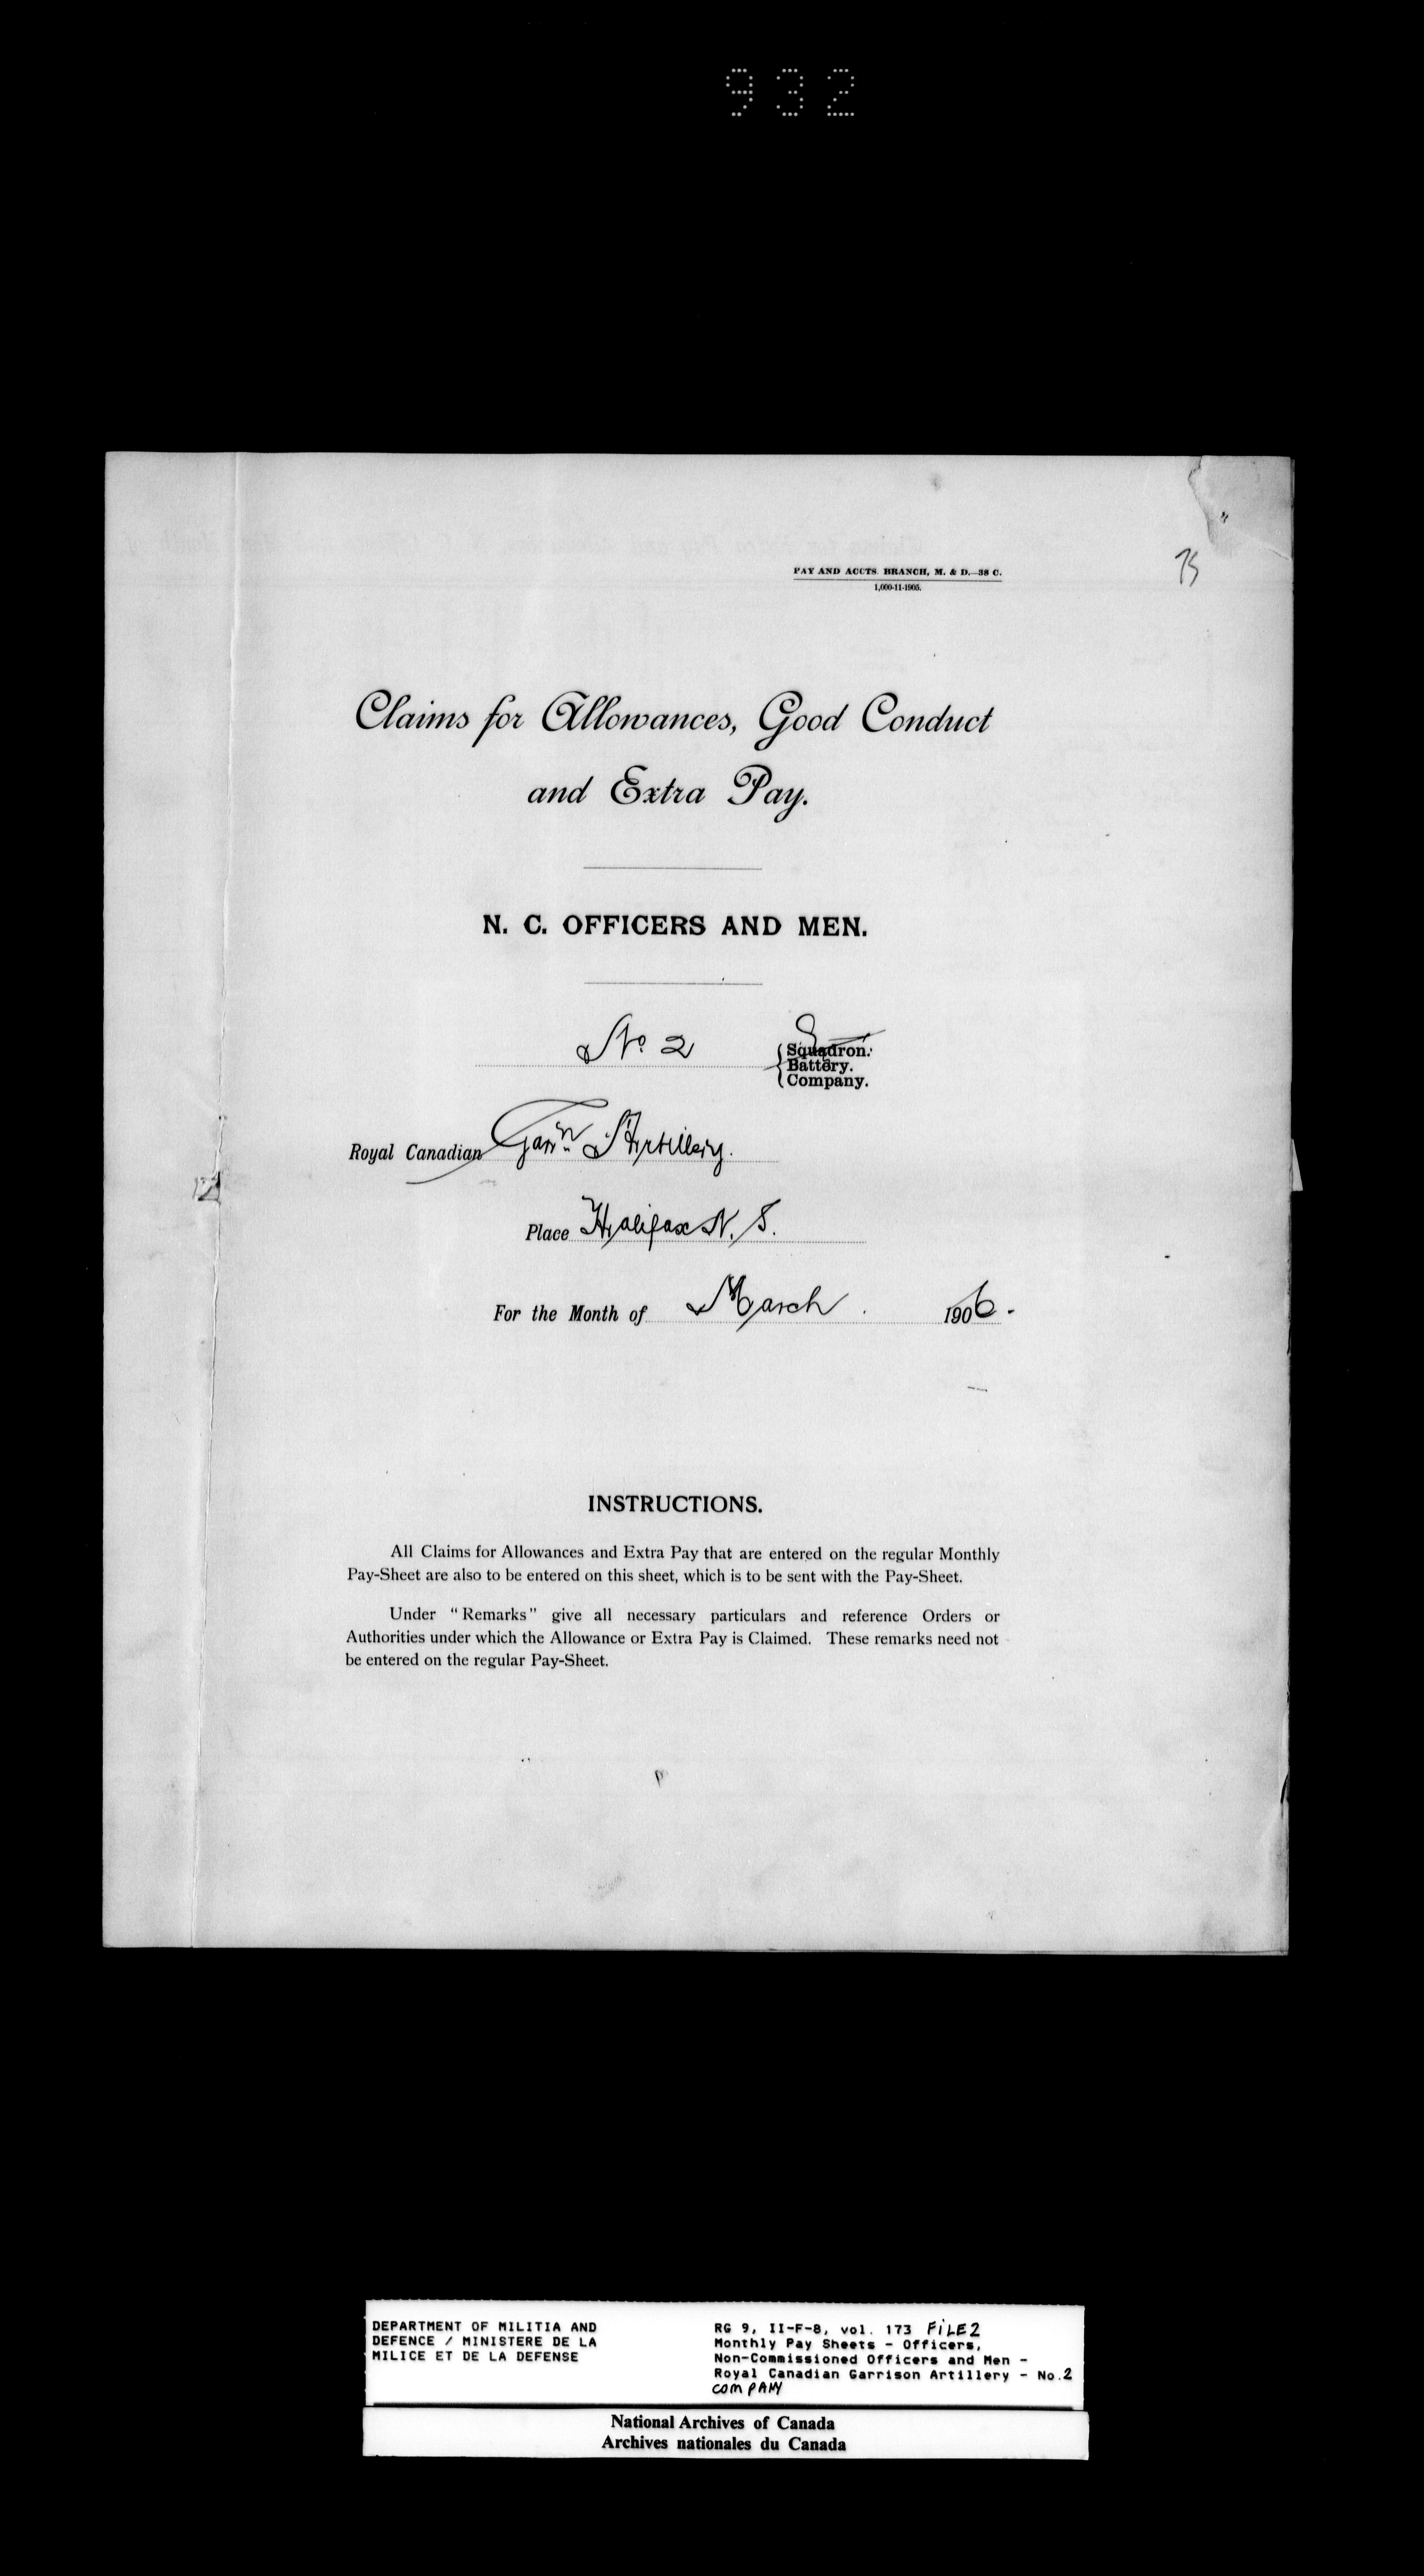 932
PAY AND ACCTS. BRANCH, M. & D.—38 C.
1,000-11-1905.
Claims for Allowances, Good Conduct
and Extra Pay.
N. C. OFFICERS AND MEN.
No 2
Squadron.
Battery.
Company.
Royal Canadian Garrn Artillery.
Place Halifax N. S.
For the Month of March. 1906.
INSTRUCTIONS.
All Claims for Allowances and Extra Pay that are entered on the regular Monthly
Pay-Sheet are also to be entered on this sheet, which is to be sent with the Pay-Sheet.
Under "Remarks" give all necessary particulars and reference Orders or
Authorities under which the Allowance or Extra Pay is Claimed. These remarks need not
be entered on the regular Pay-Sheet.
DEPARTMENT OF MILITIA AND
DEFENCE / MINISTERE DE LA
MILICE ET DE LA DEFENSE
RG 9, II-F-8, vol. 173 FiLE2
Monthly Pay Sheets - Officers,
Non-Commissioned Officers and Men -
Royal Canadian Garrison Artillery - No.2
COMPANY
National Archives of Canada
Archives nationales du Canada